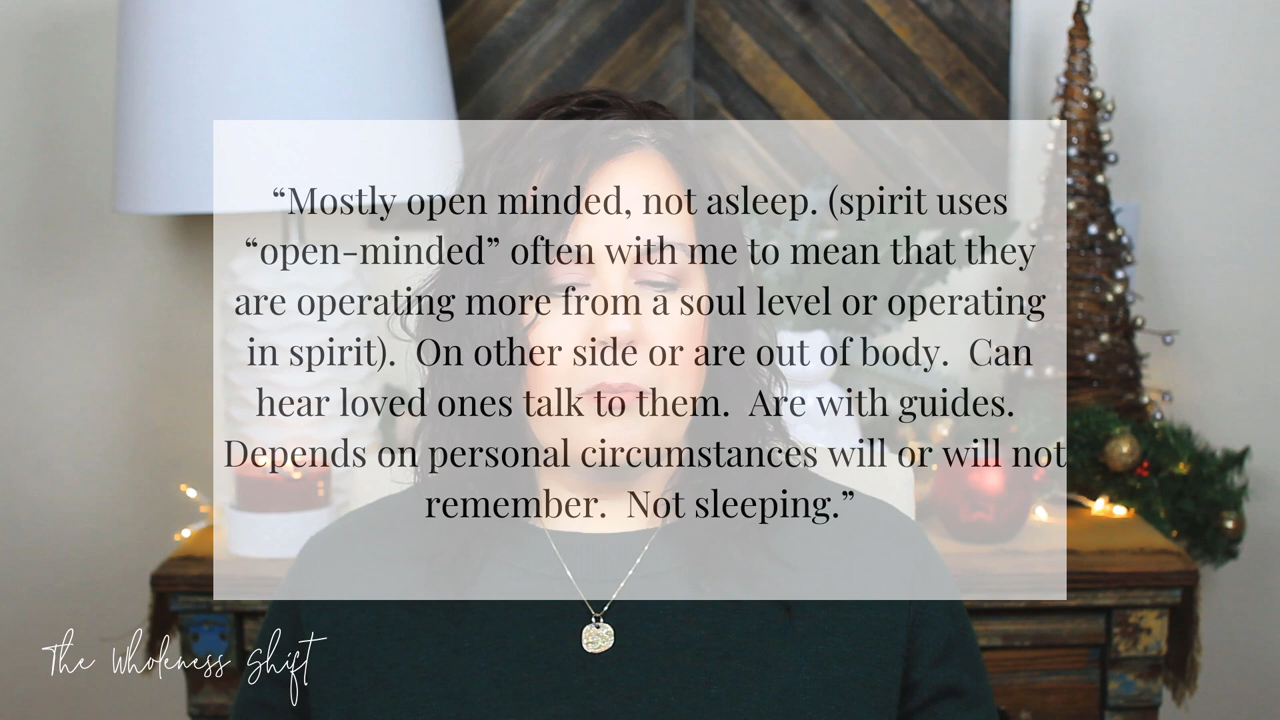 “Mostly open minded, not asleep. (spirit uses
“open-minded” often with me to mean that they
are operating more from a soul level or operating
in spirit).  On other side or are out of body.  Can
hear loved ones talk to them.  Are with guides.
Depends on personal circumstances will or will not
remember.  Not sleeping.”
The Wholeness Shift